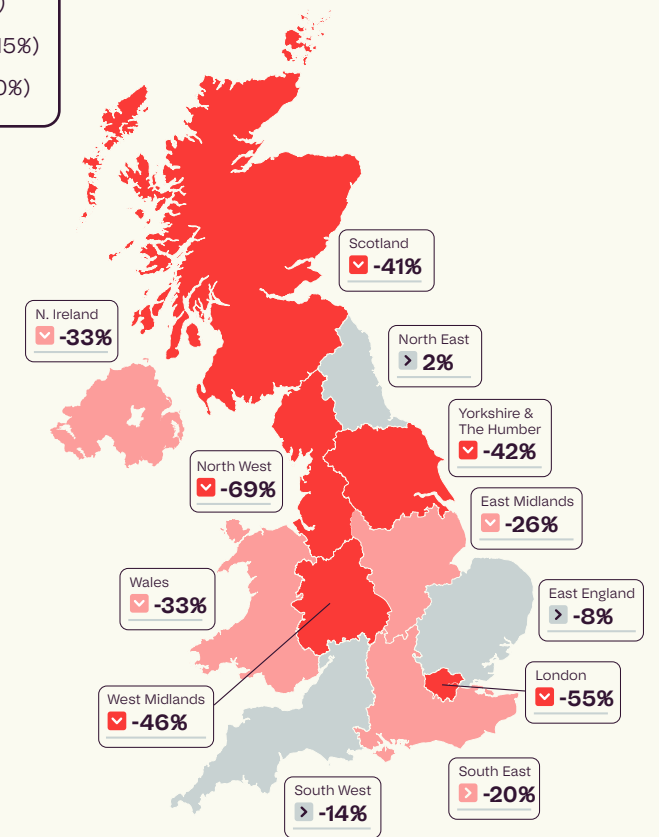 )
15%)
0%)
Scotland
-41%
N. Ireland
-33%
North East
2%
Yorkshire &
The Humber
-42%
North West
-69%
East Midlands
-26%
Wales
-33%
East England
-8%
London
-55%
West Midlands
-46%
South East
-20%
South West
-14%